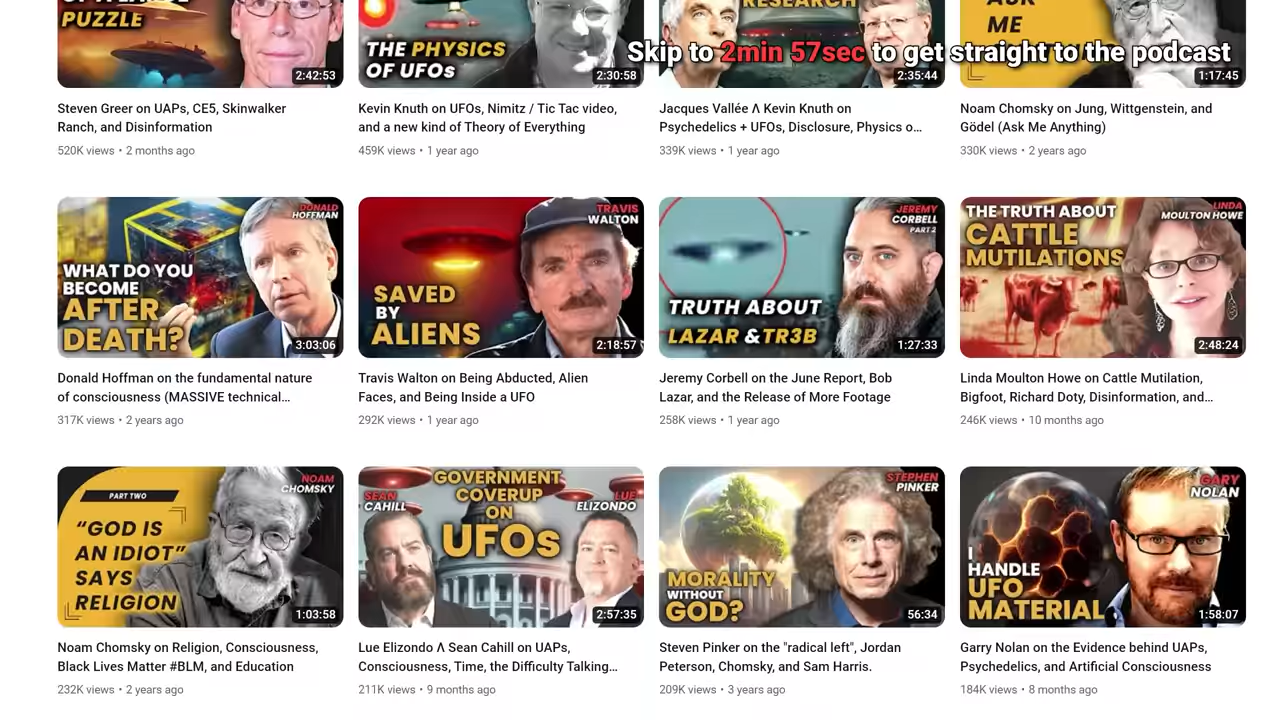 OF A LARGE
PUZZLE
2:42:53
THE PHYSICS
OF UFOs
2:30:58
RESEARCH
2:35:44
ASK
ME
1:17:45
Skip to 2min 57sec to get straight to the podcast
Steven Greer on UAPs, CE5, Skinwalker
Ranch, and Disinformation
520K views • 2 months ago
Kevin Knuth on UFOs, Nimitz / Tic Tac video,
and a new kind of Theory of Everything
459K views • 1 year ago
Jacques Vallée Λ Kevin Knuth on
Psychedelics + UFOs, Disclosure, Physics o…
339K views • 1 year ago
Noam Chomsky on Jung, Wittgenstein, and
Gödel (Ask Me Anything)
330K views • 2 years ago
DONALD
HOFFMAN
WHAT DO YOU
BECOME
AFTER
DEATH?
3:03:06
TRAVIS
WALTON
SAVED
BY
ALIENS
2:18:57
JEREMY
CORBELL
PART 2
TRUTH ABOUT
LAZAR & TR3B
1:27:33
LINDA
MOULTON HOWE
THE TRUTH ABOUT
CATTLE
MUTILATIONS
2:48:24
Donald Hoffman on the fundamental nature
of consciousness (MASSIVE technical…
317K views • 2 years ago
Travis Walton on Being Abducted, Alien
Faces, and Being Inside a UFO
292K views • 1 year ago
Jeremy Corbell on the June Report, Bob
Lazar, and the Release of More Footage
258K views • 1 year ago
Linda Moulton Howe on Cattle Mutilation,
Bigfoot, Richard Doty, Disinformation, and…
246K views • 10 months ago
NOAM
CHOMSKY
PART TWO
“GOD IS
AN IDIOT”
SAYS
RELIGION
1:03:58
GOVERNMENT
COVERUP
ON
UFOs
SEAN
CAHILL
LUE
ELIZONDO
2:57:35
STEPHEN
PINKER
MORALITY
WITHOUT
GOD?
56:34
GARY
NOLAN
I
HANDLE
UFO
MATERIAL
1:58:07
Noam Chomsky on Religion, Consciousness,
Black Lives Matter #BLM, and Education
232K views • 2 years ago
Lue Elizondo Λ Sean Cahill on UAPs,
Consciousness, Time, the Difficulty Talking…
211K views • 9 months ago
Steven Pinker on the "radical left", Jordan
Peterson, Chomsky, and Sam Harris.
209K views • 3 years ago
Garry Nolan on the Evidence behind UAPs,
Psychedelics, and Artificial Consciousness
184K views • 8 months ago